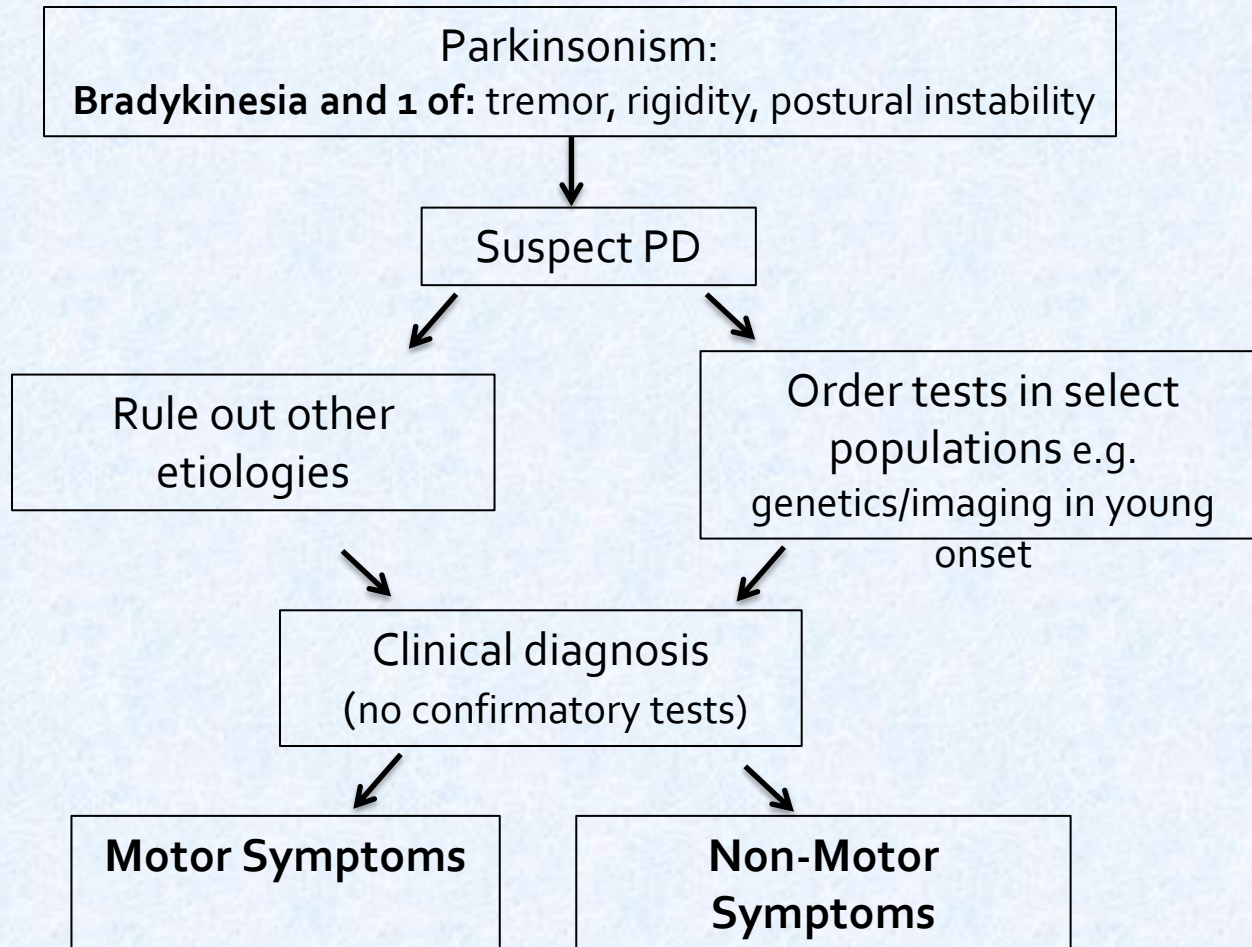 Parkinsonism:
Bradykinesia and 1 of: tremor, rigidity, postural instability
Suspect PD
Rule out other
etiologies
Order tests in select
populations e.g.
genetics/imaging in young
onset
Clinical diagnosis
(no confirmatory tests)
Motor Symptoms
Non-Motor
Symptoms